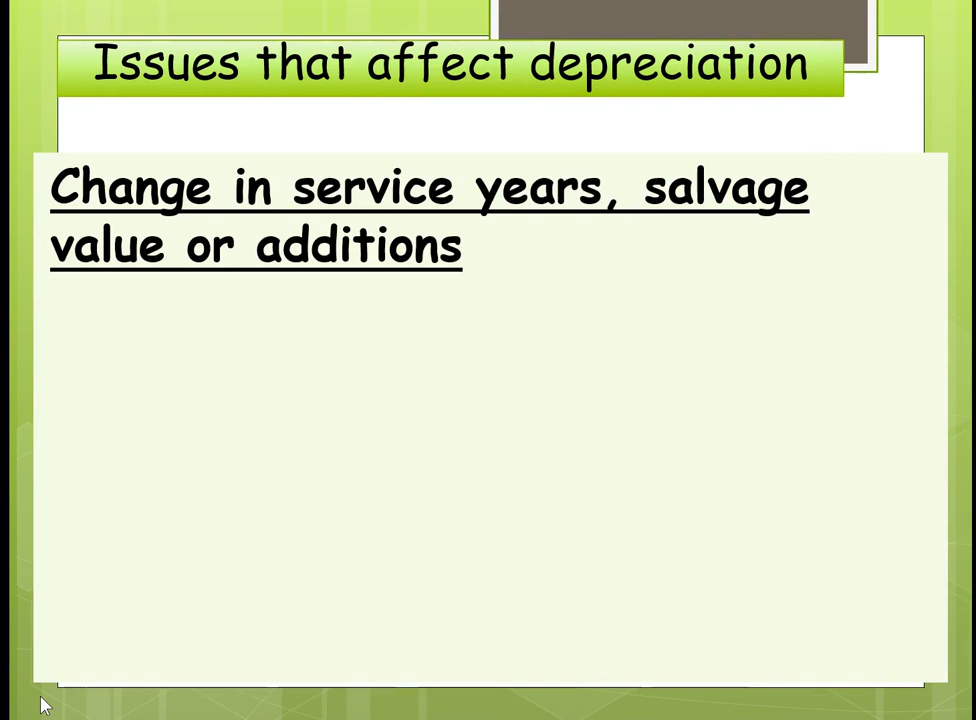 Issues that affect depreciation
Change in service years, salvage
value or additions